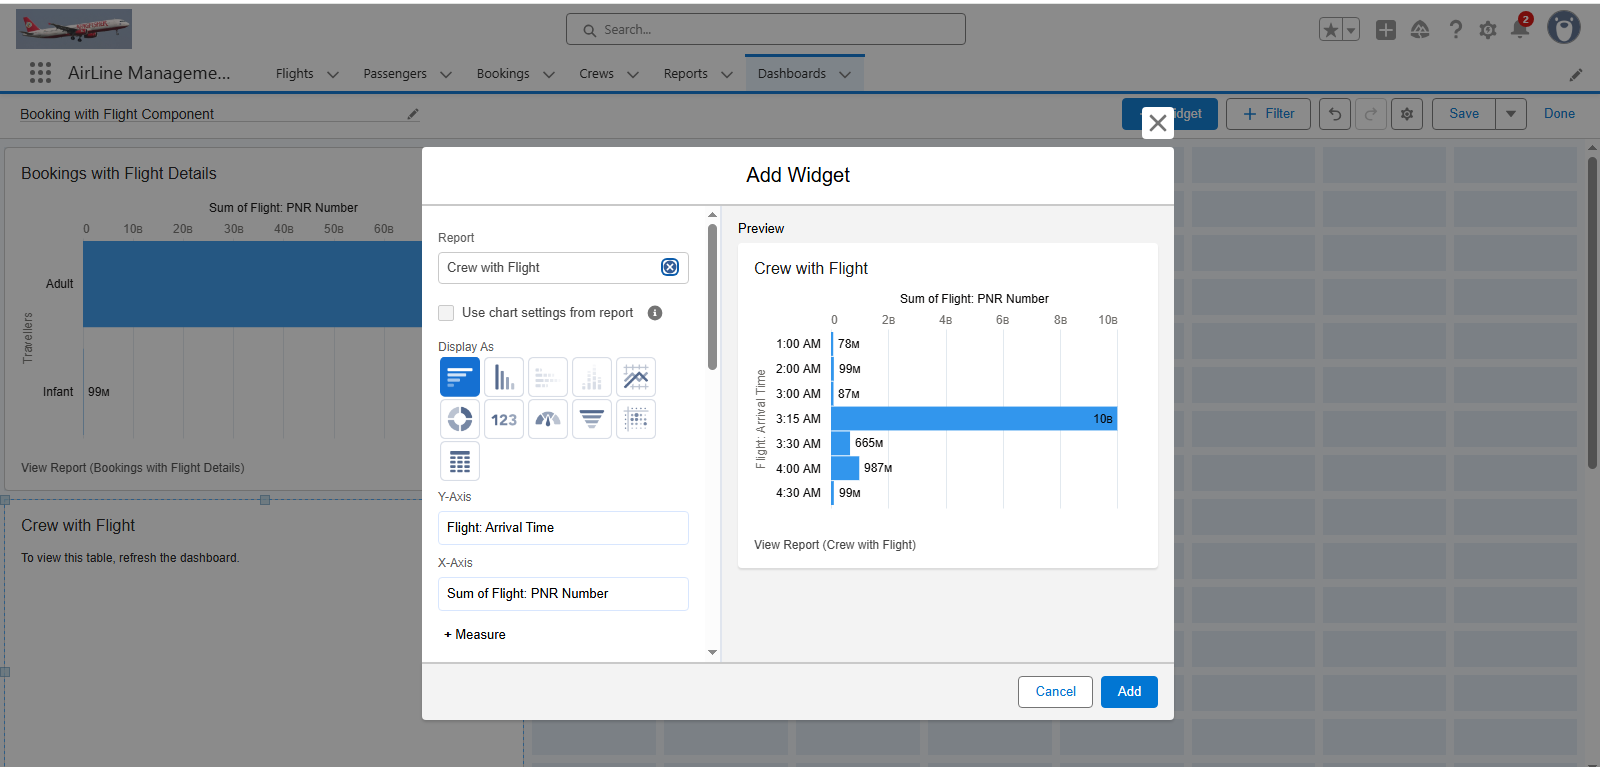 Search...
2
AirLine Manageme...
Flights
Passengers
Bookings
Crews
Reports
Dashboards
Booking with Flight Component
+ Filter
Save
Done
Bookings with Flight Details
Sum of Flight: PNR Number
0 10B 20B 30B 40B 50B 60B
Travellers
Adult
Infant 99M
View Report (Bookings with Flight Details)
Crew with Flight
To view this table, refresh the dashboard.
Add Widget
Report
Crew with Flight
Use chart settings from report
Display As
123
Y-Axis
Flight: Arrival Time
X-Axis
Sum of Flight: PNR Number
+ Measure
Preview
Crew with Flight
Sum of Flight: PNR Number
0 2B 4B 6B 8B 10B
Flight: Arrival Time
1:00 AM 78M
2:00 AM 99M
3:00 AM 87M
3:15 AM 10B
3:30 AM 665M
4:00 AM 987M
4:30 AM 99M
View Report (Crew with Flight)
Cancel
Add